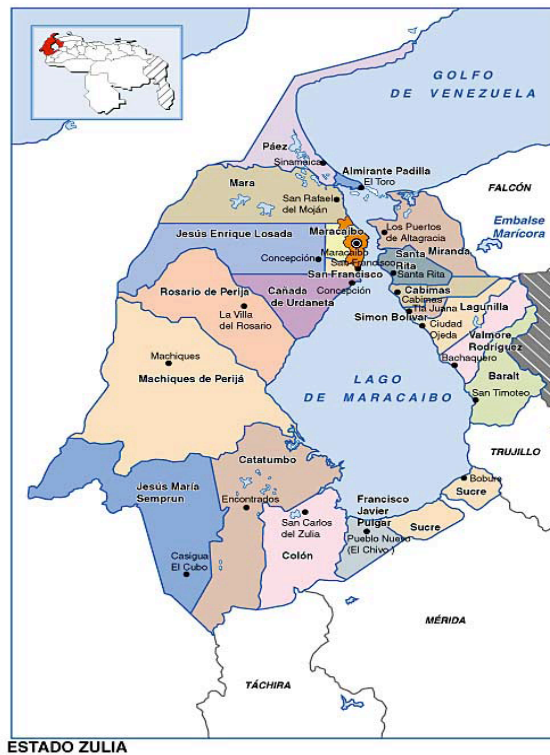 GOLFO
DE VENEZUELA
Páez
Sinamaica
Almirante Padilla
El Toro
FALCÓN
Mara
San Rafael
del Moján
Embalse
Marícora
Jesús Enrique Losada
Maracaibo
Los Puertos
de Altagracia
Miranda
Concepción
Maracaibo
San Francisco
San Francisco
Santa
Rita
Santa Rita
Rosario de Perijá
Cañada
de Urdaneta
Concepción
Cabimas
Cabimas
Tía Juana
Lagunilla
La Villa
del Rosario
Simon Bolívar
Ciudad
Ojeda
Valmore
Rodríguez
Bachaquero
Baralt
San Timoteo
Machiques
Machiques de Perijá
LAGO
DE MARACAIBO
TRUJILLO
Catatumbo
Jesús María
Semprun
Encontrados
Francisco
Javier
Pulgar
Bobure
Sucre
San Carlos
del Zulia
Pueblo Nuevo
(El Chivo )
Sucre
Colón
Casigua
El Cubo
MÉRIDA
TÁCHIRA
ESTADO ZULIA